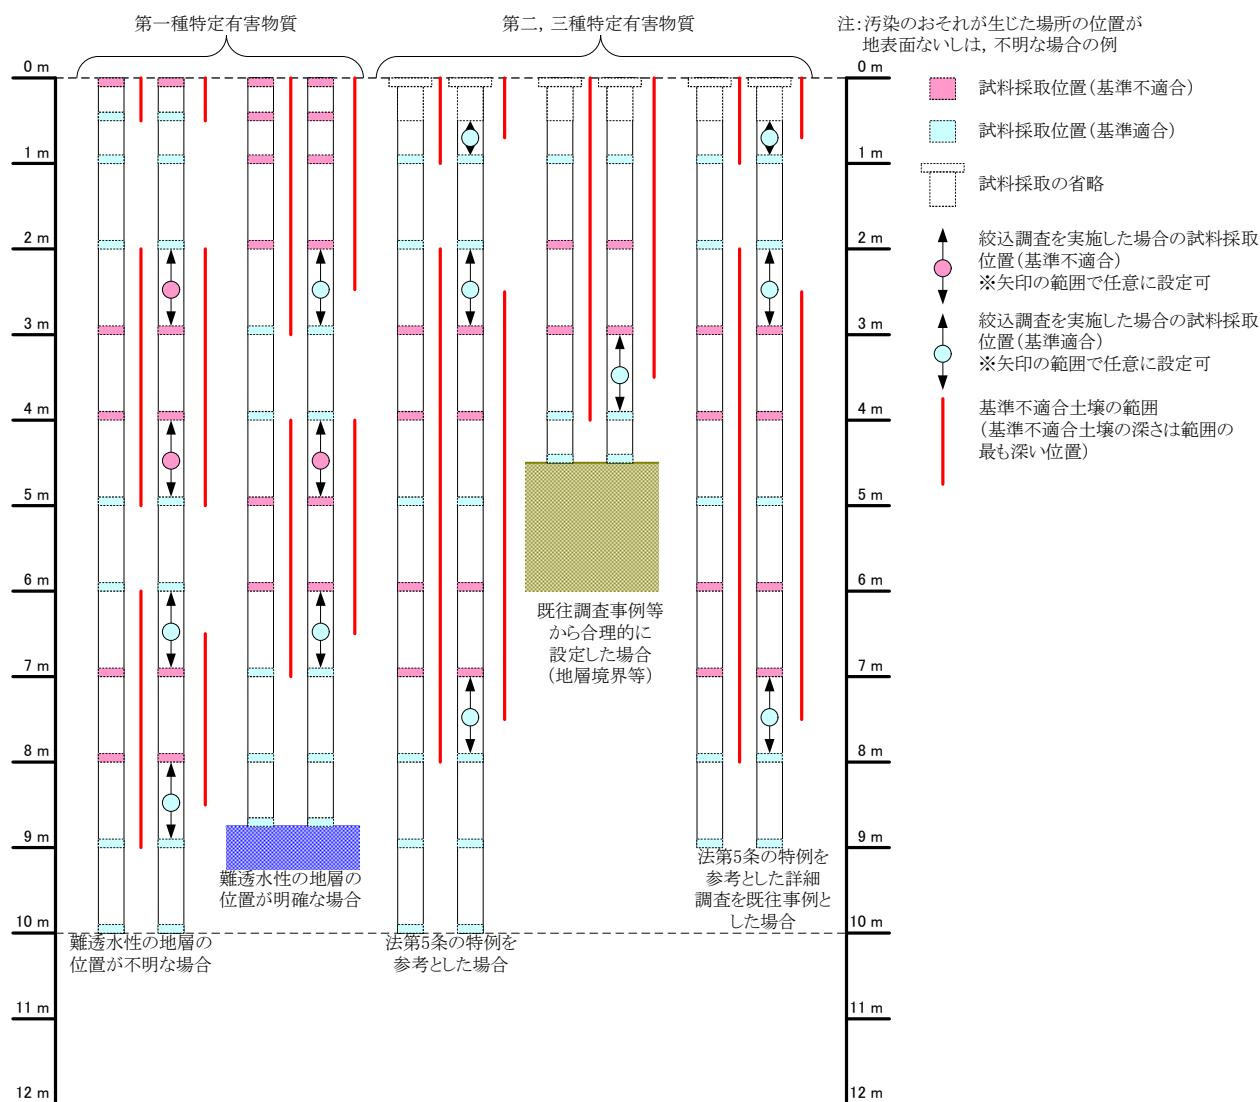 第一種特定有害物質
第二，三種特定有害物質
注：汚染のおそれが生じた場所の位置が
地表面ないしは，不明な場合の例
0 m
1 m
2 m
3 m
4 m
5 m
6 m
7 m
8 m
9 m
10 m
11 m
12 m
0 m
1 m
2 m
3 m
4 m
5 m
6 m
7 m
8 m
9 m
10 m
11 m
12 m
試料採取位置（基準不適合）
試料採取位置（基準適合）
試料採取の省略
絞込調査を実施した場合の試料採取
位置（基準不適合）
※矢印の範囲で任意に設定可
絞込調査を実施した場合の試料採取
位置（基準適合）
※矢印の範囲で任意に設定可
基準不適合土壌の範囲
（基準不適合土壌の深さは範囲の
最も深い位置）
難透水性の地層の
位置が不明な場合
難透水性の地層の
位置が明確な場合
法第5条の特例を
参考とした場合
既往調査事例等
から合理的に
設定した場合
（地層境界等）
法第5条の特例を
参考とした詳細
調査を既往事例と
した場合